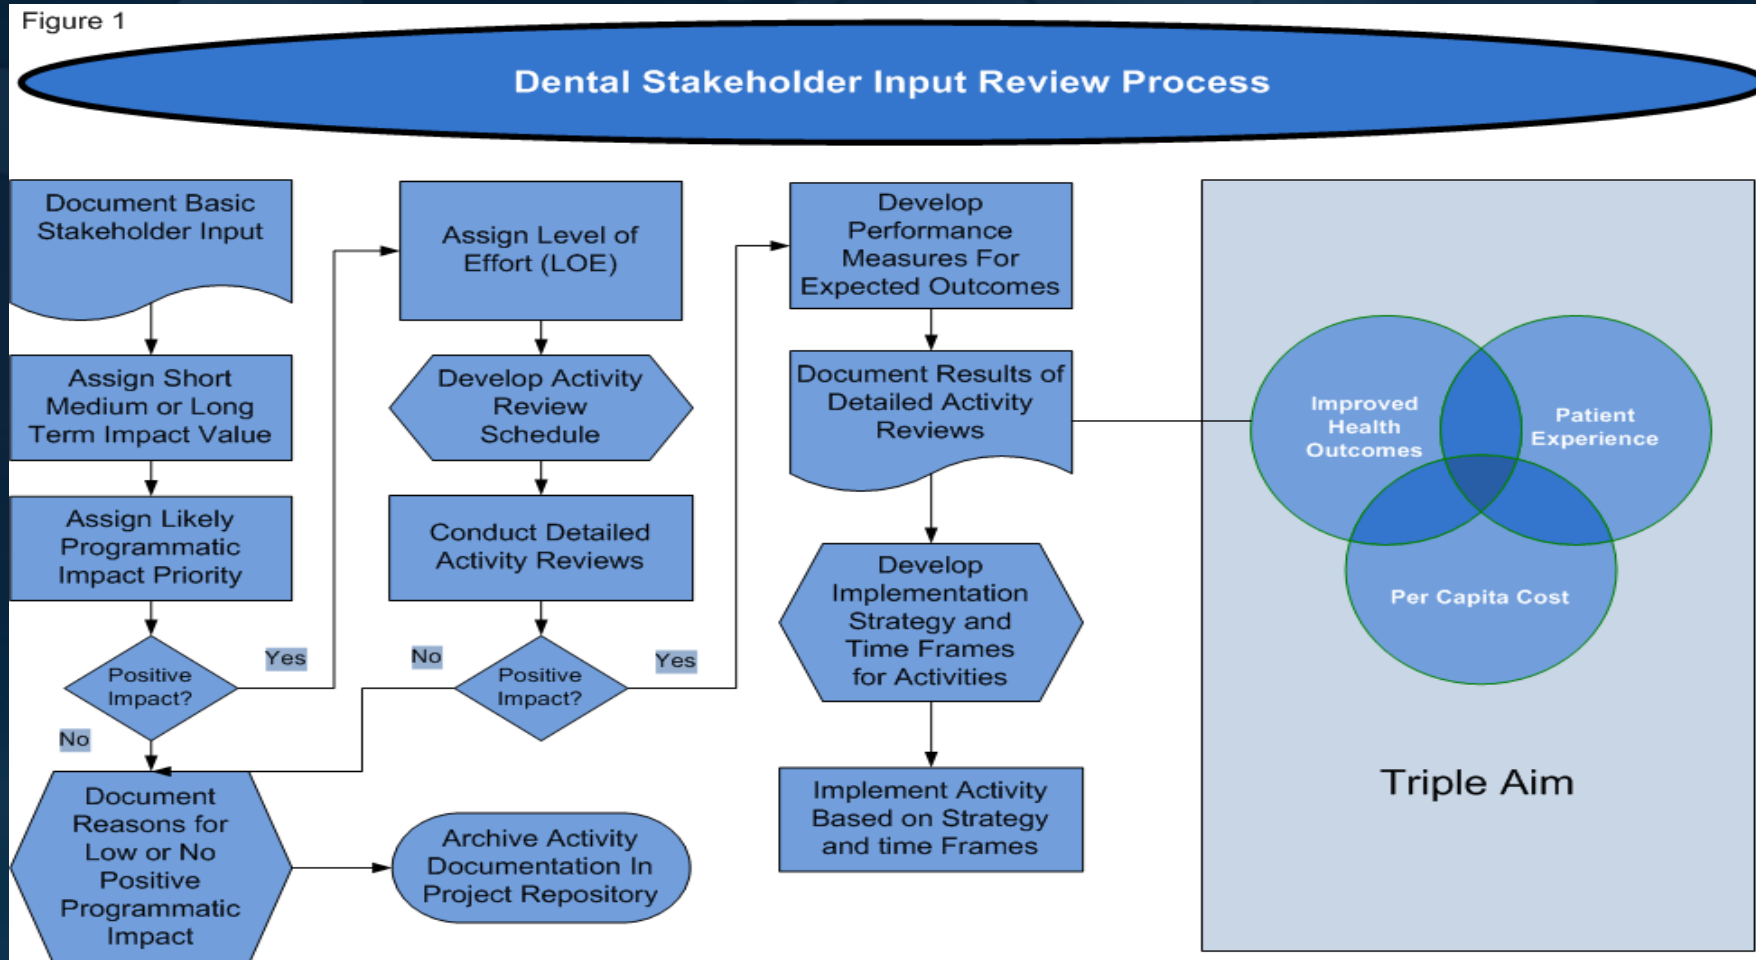 Figure 1
Dental Stakeholder Input Review Process
Document Basic
Stakeholder Input
Assign Short
Medium or Long
Term Impact Value
Assign Likely
Programmatic
Impact Priority
Positive
Impact?
Yes
No
Document
Reasons for
Low or No
Positive
Programmatic
Impact
Archive Activity
Documentation In
Project Repository
Assign Level of
Effort (LOE)
Develop Activity
Review
Schedule
Conduct Detailed
Activity Reviews
Positive
Impact?
No
Yes
Develop
Performance
Measures For
Expected Outcomes
Document Results of
Detailed Activity
Reviews
Develop
Implementation
Strategy and
Time Frames
for Activities
Implement Activity
Based on Strategy
and time Frames
Improved
Health
Outcomes
Patient
Experience
Per Capita Cost
Triple Aim